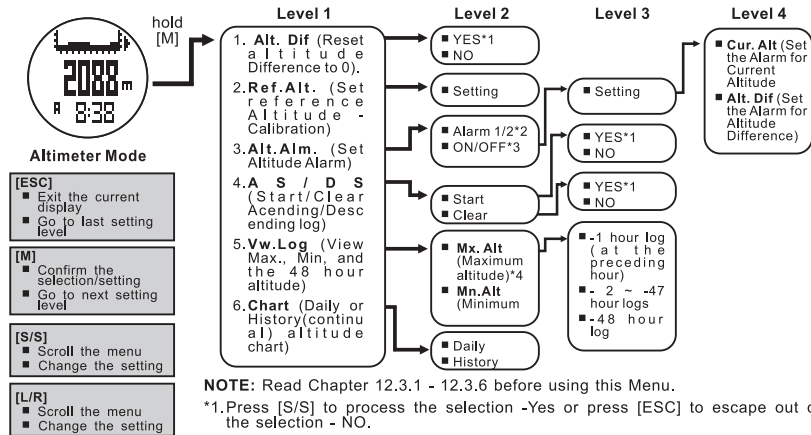 Level 1
Level 2
Level 3
Level 4
hold
[M]
2088m
A 8:38
Altimeter Mode
[ESC]
■ Exit the current
display
■ Go to last setting
level
[M]
■ Confirm the
selection/setting
■ Go to next setting
level
[S/S]
■ Scroll the menu
■ Change the setting
[L/R]
■ Scroll the menu
■ Change the setting
1. Alt. Dif (Reset
altitude
Difference to 0).
2.Ref.Alt. (Set
reference
Altitude -
Calibration)
3.Alt.Alm. (Set
Altitude Alarm)
4.A S / D S
(Start/Clear
Acending/Desc
ending log)
5.Vw.Log (View
Max., Min, and
the 48 hour
altitude)
6.Chart (Daily or
History(continu
al) altitude
chart)
■ YES*1
■ NO
■ Setting
■ Alarm 1/2*2
■ ON/OFF*3
■ Start
■ Clear
■ Mx. Alt
(Maximum
altitude)*4
■ Mn.Alt
(Minimum
■ Daily
■ History
■ Setting
■ YES*1
■ NO
■ YES*1
■ NO
■ -1 hour log
(at the
preceding
hour)
■ - 2 ~ -47
hour logs
■ -48 hour
log
■ Cur. Alt (Set
the Alarm for
Current
Altitude
■ Alt. Dif (Set
the Alarm for
Altitude
Difference)
NOTE: Read Chapter 12.3.1 - 12.3.6 before using this Menu.
*1.Press [S/S] to process the selection -Yes or press [ESC] to escape out o
the selection - NO.